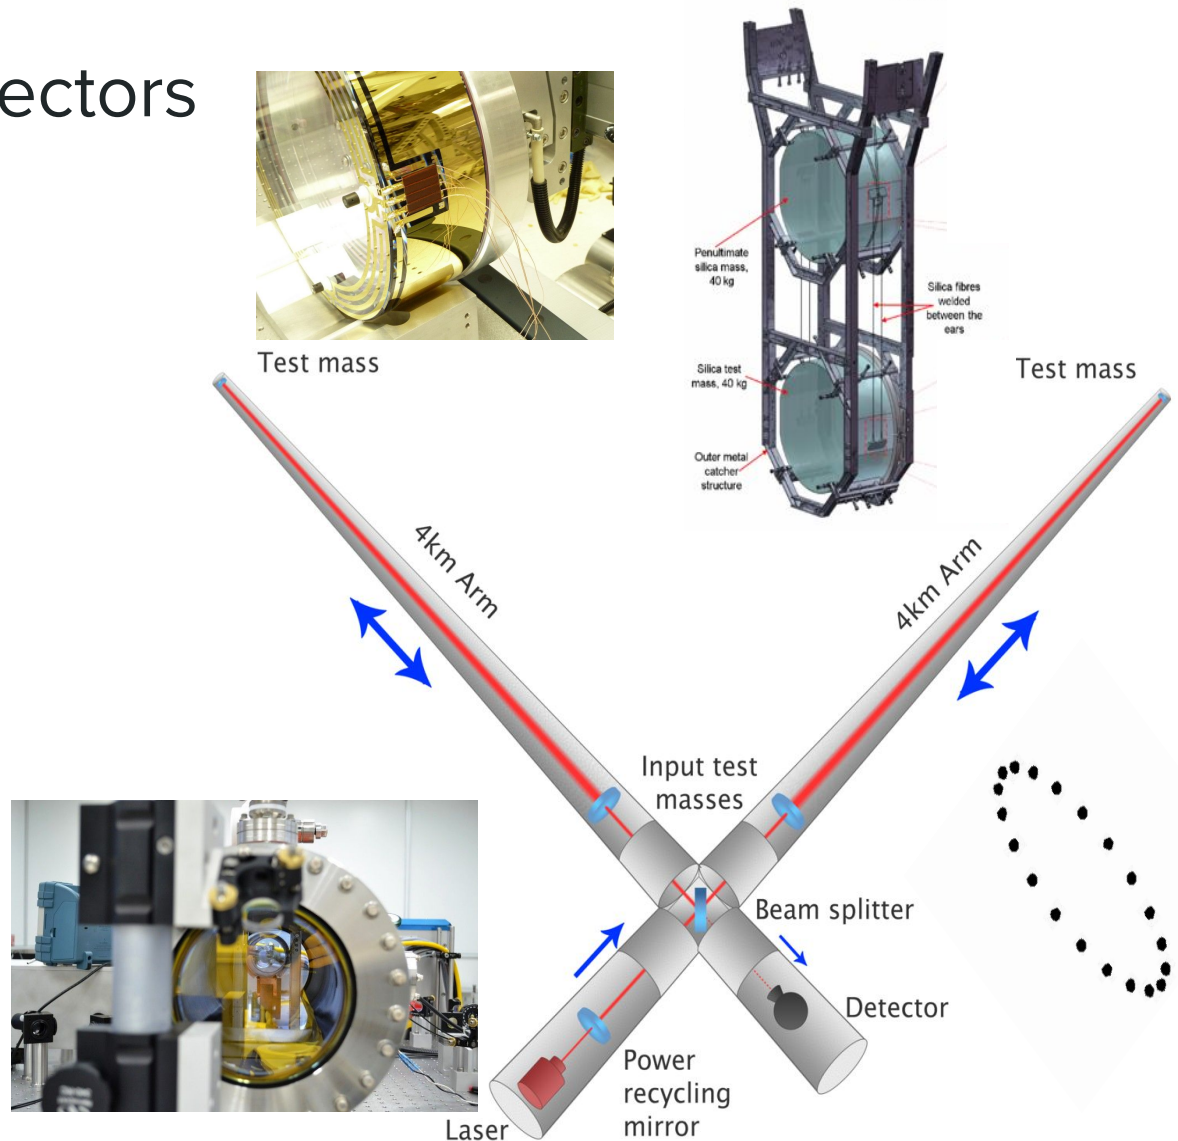 ectors
Penultimate
silica mass,
40 kg
Silica fibres
welded
between the
ears
Silica test
mass, 40 kg
Outer metal
catcher
structure
Test mass
Test mass
4km Arm
4km Arm
Input test
masses
Beam splitter
Detector
Power
recycling
mirror
Laser